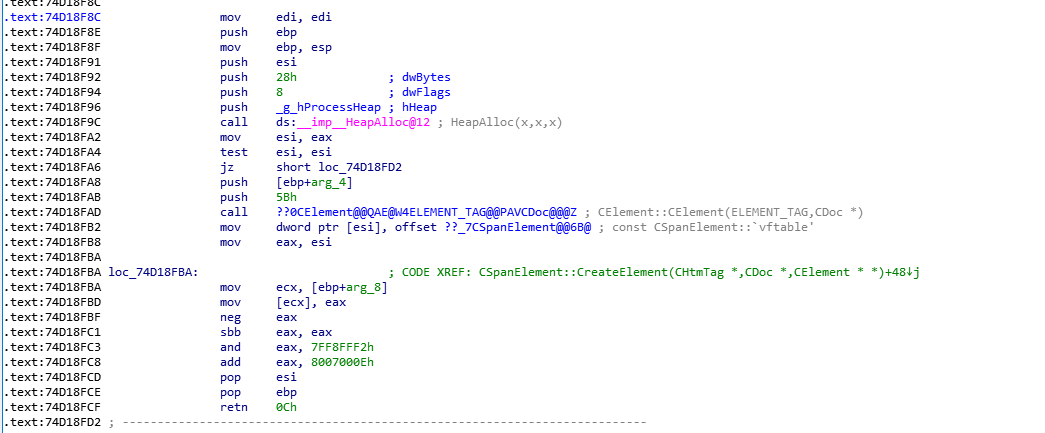 .text:74D18F8C
.text:74D18F8C mov edi, edi
.text:74D18F8E push ebp
.text:74D18F8F mov ebp, esp
.text:74D18F91 push esi
.text:74D18F92 push 28h ; dwBytes
.text:74D18F94 push 8 ; dwFlags
.text:74D18F96 push _g_hProcessHeap ; hHeap
.text:74D18F9C call ds:__imp__HeapAlloc@12 ; HeapAlloc(x,x,x)
.text:74D18FA2 mov esi, eax
.text:74D18FA4 test esi, esi
.text:74D18FA6 jz short loc_74D18FD2
.text:74D18FA8 push [ebp+arg_4]
.text:74D18FAB push 5Bh
.text:74D18FAD call ??0CElement@@QAE@W4ELEMENT_TAG@@PAVCDoc@@@Z ; CElement::CElement(ELEMENT_TAG,CDoc *)
.text:74D18FB2 mov dword ptr [esi], offset ??_7CSpanElement@@6B@ ; const CSpanElement::`vftable'
.text:74D18FB8 mov eax, esi
.text:74D18FBA
.text:74D18FBA loc_74D18FBA: ; CODE XREF: CSpanElement::CreateElement(CHtmTag *,CDoc *,CElement * *)+48↓j
.text:74D18FBA mov ecx, [ebp+arg_8]
.text:74D18FBD mov [ecx], eax
.text:74D18FBF neg eax
.text:74D18FC1 sbb eax, eax
.text:74D18FC3 and eax, 7FF8FFF2h
.text:74D18FC8 add eax, 8007000Eh
.text:74D18FCD pop esi
.text:74D18FCE pop ebp
.text:74D18FCF retn 0Ch
.text:74D18FD2 ; ---------------------------------------------------------------------------